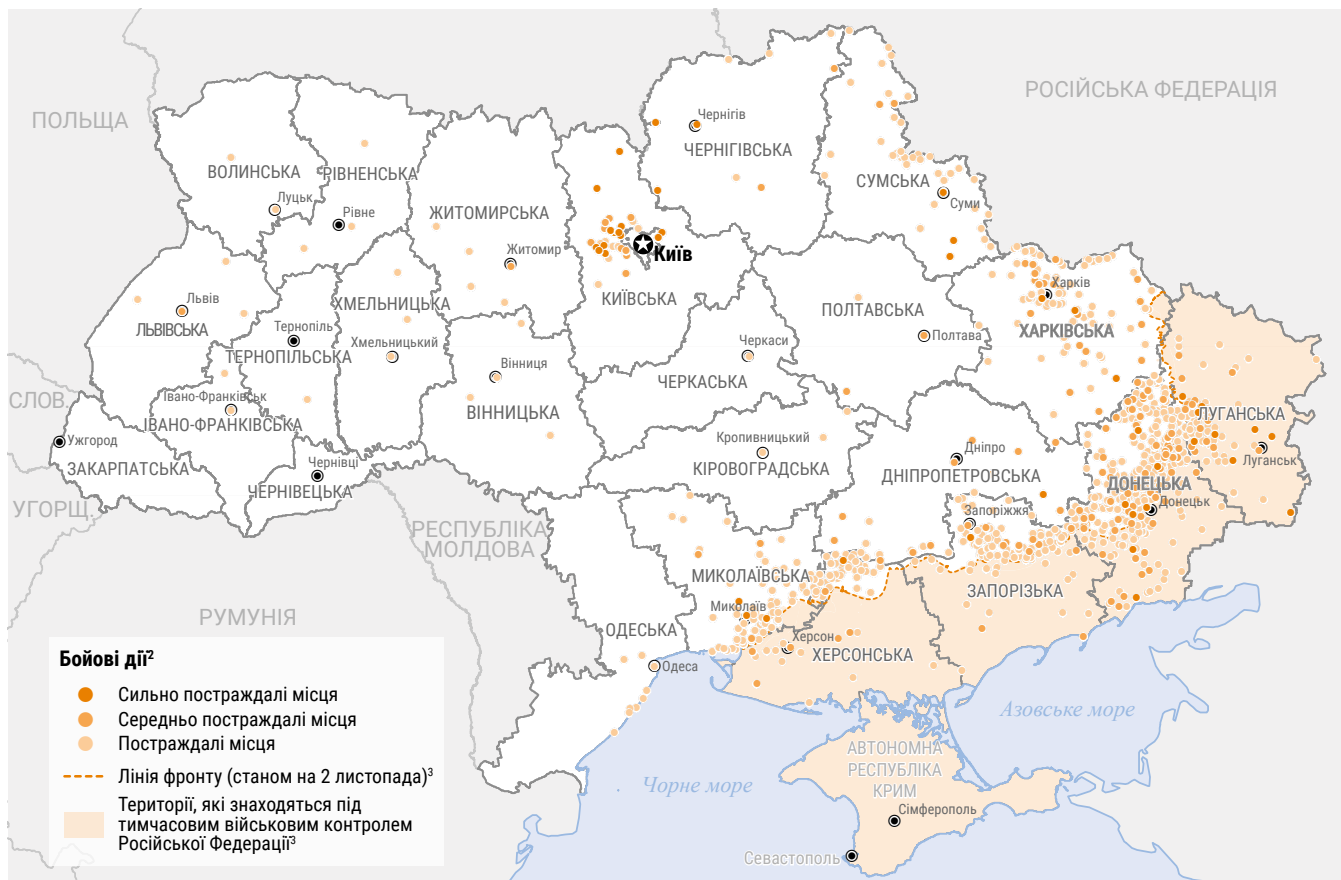 ПОЛЬЩА
РОСІЙСЬКА ФЕДЕРАЦІЯ
Чернігів
ЧЕРНІГІВСЬКА
ВОЛИНСЬКА
РІВНЕНСЬКА
СУМСЬКА
Луцьк
Суми
Рівне
ЖИТОМИРСЬКА
Житомир
Київ
КИЇВСЬКА
Харків
ХАРКІВСЬКА
Львів
ЛЬВІВСЬКА
ХМЕЛЬНИЦЬКА
Тернопіль
ТЕРНОПІЛЬСЬКА
Хмельницький
ПОЛТАВСЬКА
Полтава
Черкаси
ЧЕРКАСЬКА
Вінниця
ВІННИЦЬКА
СЛОВ.
Івано-Франківськ
ІВАНО-ФРАНКІВСЬКА
ЛУГАНСЬКА
Луганськ
Ужгород
ЗАКАРПАТСЬКА
Чернівці
ЧЕРНІВЕЦЬКА
Кропивницький
КІРОВОГРАДСЬКА
Дніпро
ДНІПРОПЕТРОВСЬКА
ДОНЕЦЬКА
Донецьк
УГОРЩ.
РЕСПУБЛІКА
МОЛДОВА
Запоріжжя
ЗАПОРІЗЬКА
МИКОЛАЇВСЬКА
Миколаїв
РУМУНІЯ
ОДЕСЬКА
Одеса
Херсон
ХЕРСОНСЬКА
Азовське море
Чорне море
АВТОНОМНА
РЕСПУБЛІКА
КРИМ
Сімферополь
Севастополь
Бойові дії²
Сильно постраждалі місця
Середньо постраждалі місця
Постраждалі місця
Лінія фронту (станом на 2 листопада)³
Території, які знаходяться під
тимчасовим військовим контролем
Російської Федерації³